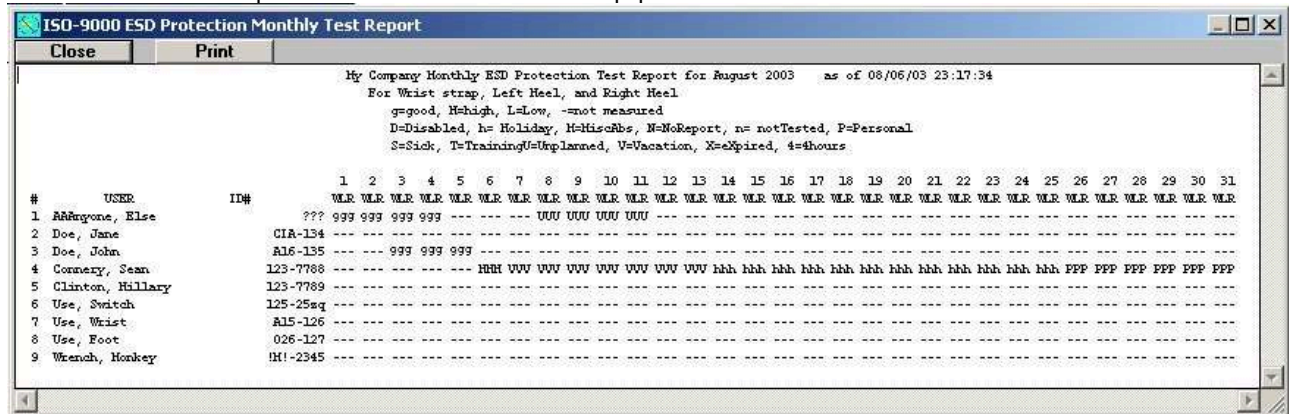 ISO-9000 ESD Protection Monthly Test Report
Close Print
My Company Monthly ESD Protection Test Report for August 2003 as of 08/06/03 23:17:34
For Wrist strap, Left Heel, and Right Heel
g=good, H=high, L=Low, -=not measured
D=Disabled, h= Holiday, M=MiscAbs, N=NoReport, n= notTested, P=Personal
S=Sick, T=TrainingU=Unplanned, V=Vacation, X=eXpired, 4=4hours
1 2 3 4 5 6 7 8 9 10 11 12 13 14 15 16 17 18 19 20 21 22 23 24 25 26 27 28 29 30 31
# USER ID# WLR WLR WLR WLR WLR WLR WLR WLR WLR WLR WLR WLR WLR WLR WLR WLR WLR WLR WLR WLR WLR WLR WLR WLR WLR WLR WLR WLR WLR WLR WLR
1 AAAnyone, Else ??? ggg ggg ggg ggg --- --- --- UUU UUU UUU UUU --- --- --- --- --- --- --- --- --- --- --- --- --- --- --- --- --- --- --- ---
2 Doe, Jane CIA-134 --- --- --- --- --- --- --- --- --- --- --- --- --- --- --- --- --- --- --- --- --- --- --- --- --- --- --- --- --- --- ---
3 Doe, John A16-135 --- --- ggg ggg ggg --- --- --- --- --- --- --- --- --- --- --- --- --- --- --- --- --- --- --- --- --- --- --- --- --- ---
4 Connery, Sean 123-7788 --- --- --- --- --- MMM VVV VVV VVV VVV VVV VVV VVV hhh hhh hhh hhh hhh hhh hhh hhh hhh hhh hhh hhh PPP PPP PPP PPP PPP PPP
5 Clinton, Hillary 123-7789 --- --- --- --- --- --- --- --- --- --- --- --- --- --- --- --- --- --- --- --- --- --- --- --- --- --- --- --- --- --- ---
6 Use, Switch 125-25sq --- --- --- --- --- --- --- --- --- --- --- --- --- --- --- --- --- --- --- --- --- --- --- --- --- --- --- --- --- --- ---
7 Use, Wrist A15-126 --- --- --- --- --- --- --- --- --- --- --- --- --- --- --- --- --- --- --- --- --- --- --- --- --- --- --- --- --- --- ---
8 Use, Foot 026-127 --- --- --- --- --- --- --- --- --- --- --- --- --- --- --- --- --- --- --- --- --- --- --- --- --- --- --- --- --- --- ---
9 Wrench, Monkey !M!-2345 --- --- --- --- --- --- --- --- --- --- --- --- --- --- --- --- --- --- --- --- --- --- --- --- --- --- --- --- --- --- ---